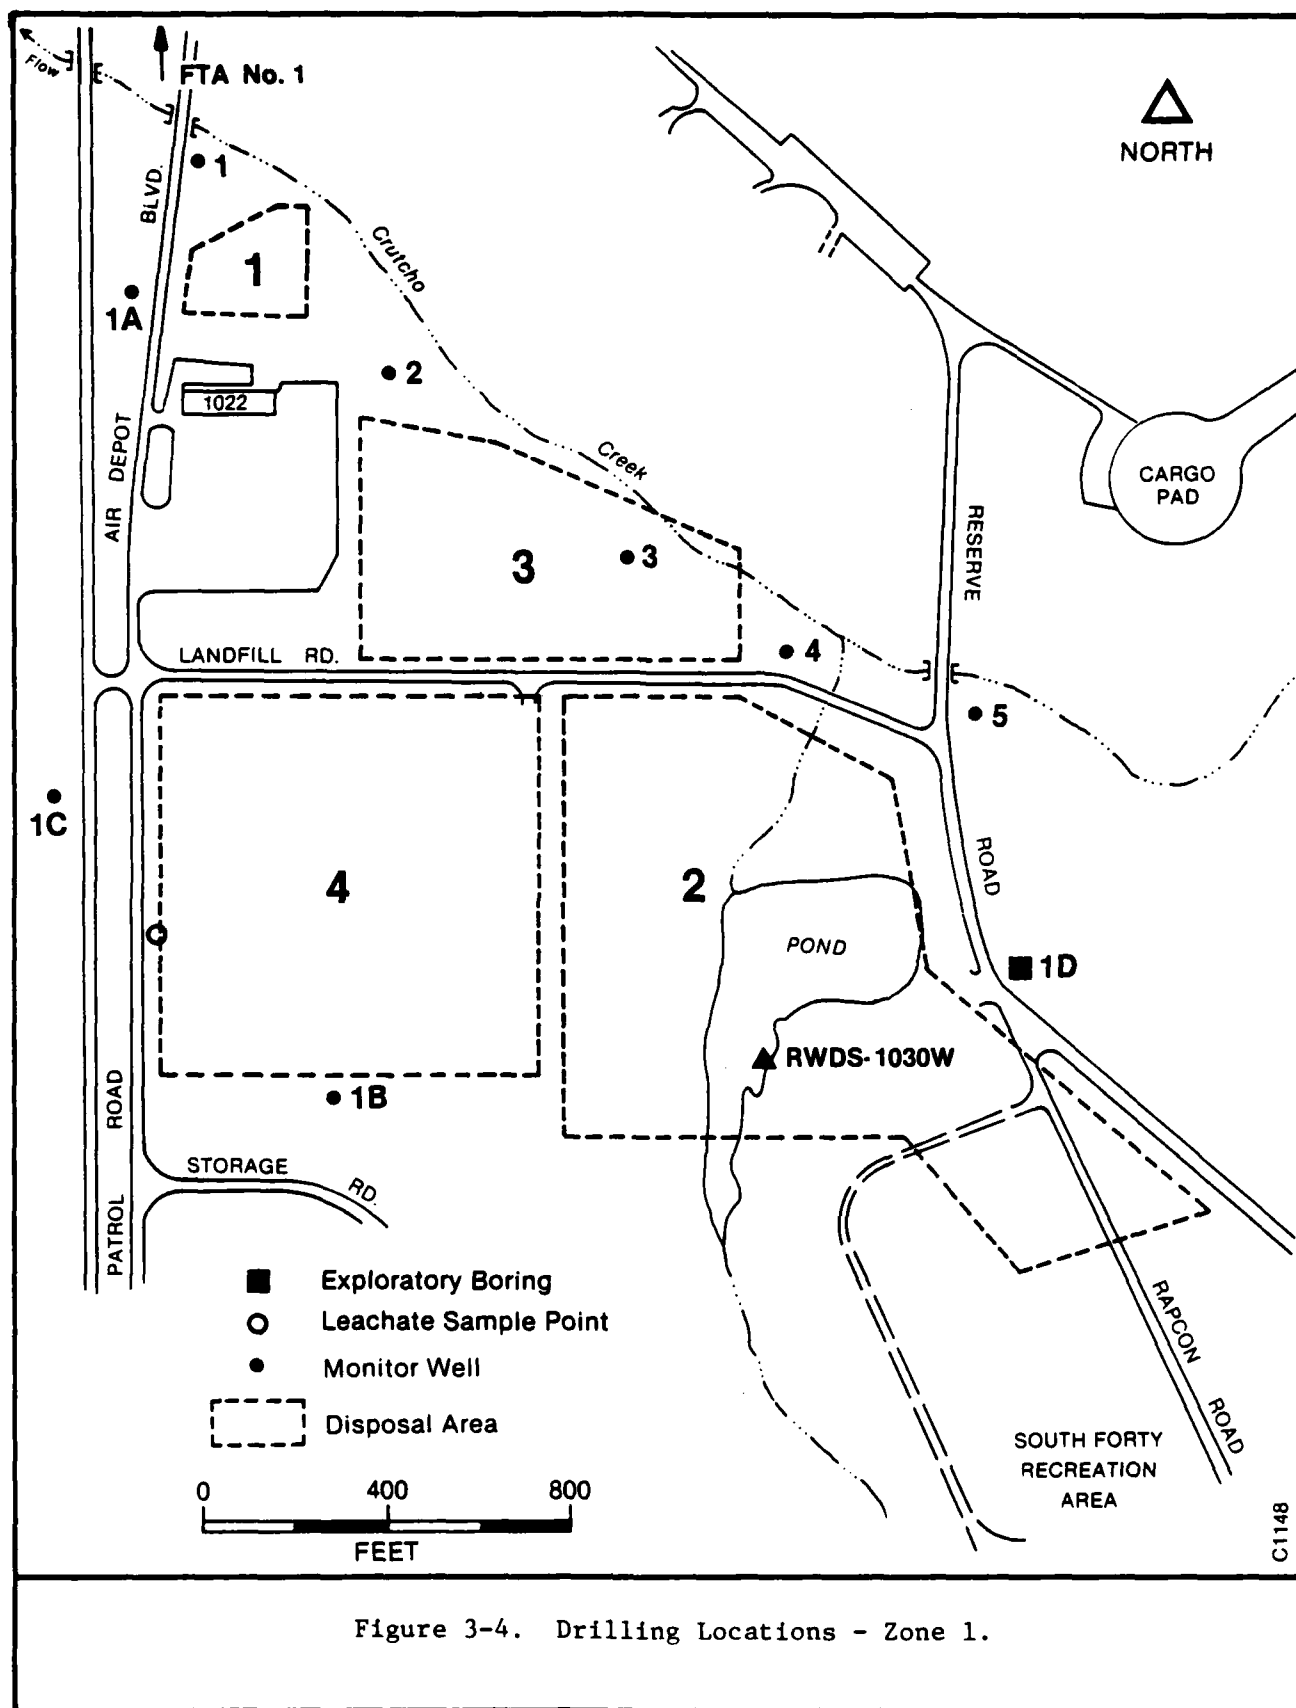 Flow
FTA No. 1
NORTH
1
BLVD.
1
Crutcho
1A
2
1022
AIR DEPOT
Creek
CARGO
PAD
RESERVE
3
3
LANDFILL RD.
4
5
1C
ROAD
4
2
POND
1D
RWDS-1030W
PATROL ROAD
1B
STORAGE RD.
Exploratory Boring
Leachate Sample Point
Monitor Well
Disposal Area
RAPCON ROAD
SOUTH FORTY
RECREATION
AREA
0 400 800
FEET
C1148
Figure 3-4. Drilling Locations - Zone 1.